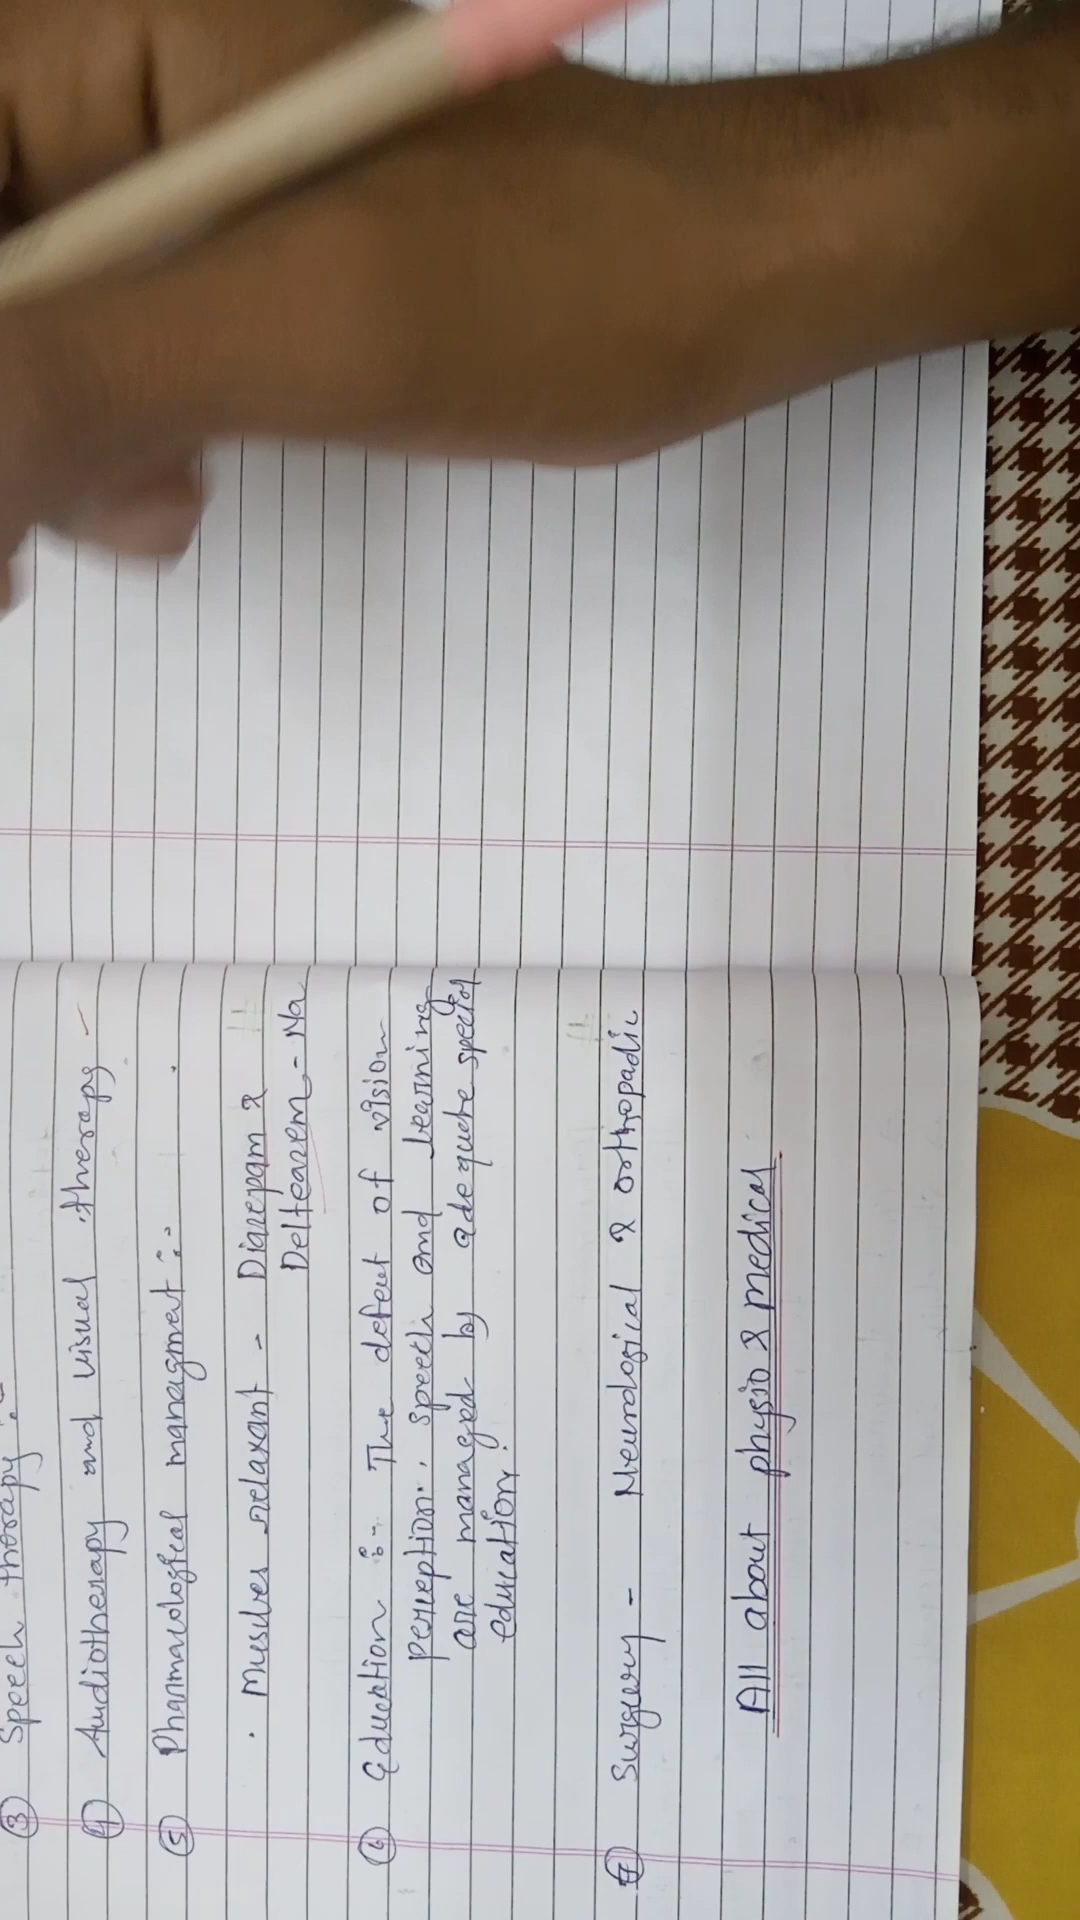 ③ Speech therapy :-
④ Audiotherapy and visual therapy -
⑤ Pharmacological managment :-
. Muscles relaxant - Diazepam &
Delteazem - Na
⑥ Education :- The defeut of vision
perception. speech and learning
are managed by adequate special
education.
⑦ Surgery - Neurological & orthopadic
All about physio & medical.